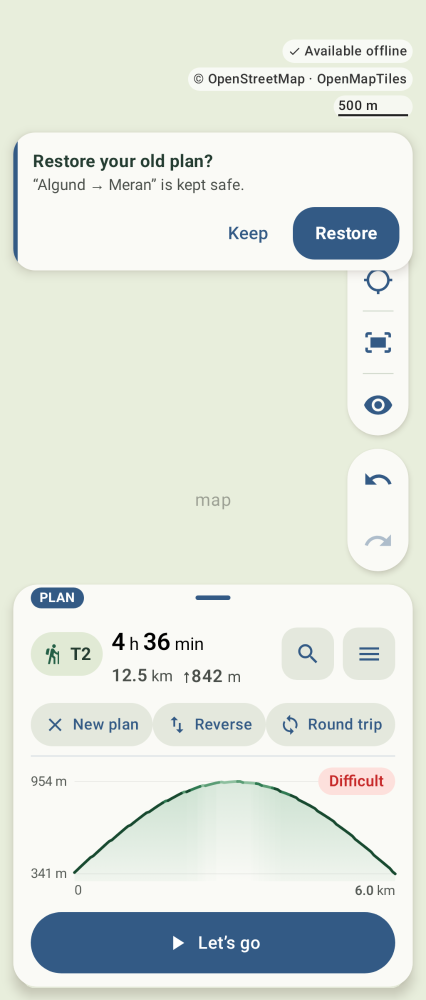 ✓ Available offline
© OpenStreetMap · OpenMapTiles
500 m
Restore your old plan?
“Algund → Meran” is kept safe.
Keep
Restore
map
PLAN
T2
4 h 36 min
12.5 km ↑842 m
New plan
Reverse
Round trip
954 m
Difficult
341 m
0
6.0 km
Let’s go